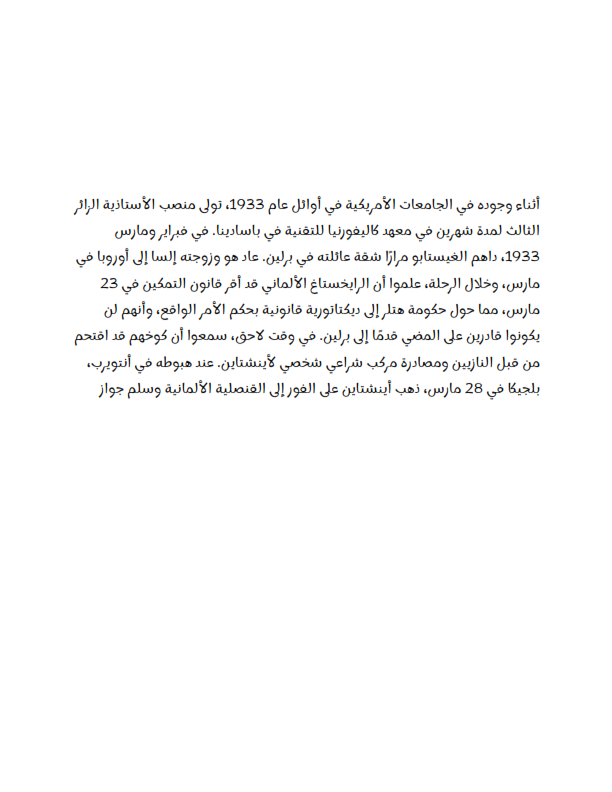 أثناء وجوده في الجامعات الأمريكية في أوائل عام 1933، تولى منصب الأستاذية الزائر
الثالث لمدة شهرين في معهد كاليفورنيا للتقنية في باسادينا. في فبراير ومارس
1933، داهم الغيستابو مرارًا شقة عائلته في برلين. عاد هو وزوجته إلسا إلى أوروبا في
مارس، وخلال الرحلة، علموا أن الرايخستاغ الألماني قد أقر قانون التمكين في 23
مارس، مما حول حكومة هتلر إلى ديكتاتورية قانونية بحكم الأمر الواقع، وأنهم لن
يكونوا قادرين على المضي قدمًا إلى برلين. في وقت لاحق، سمعوا أن كوخهم قد اقتحم
من قبل النازيين ومصادرة مركب شراعي شخصي لأينشتاين. عند هبوطه في أنتويرب،
بلجيكا في 28 مارس، ذهب أينشتاين على الفور إلى القنصلية الألمانية وسلم جواز